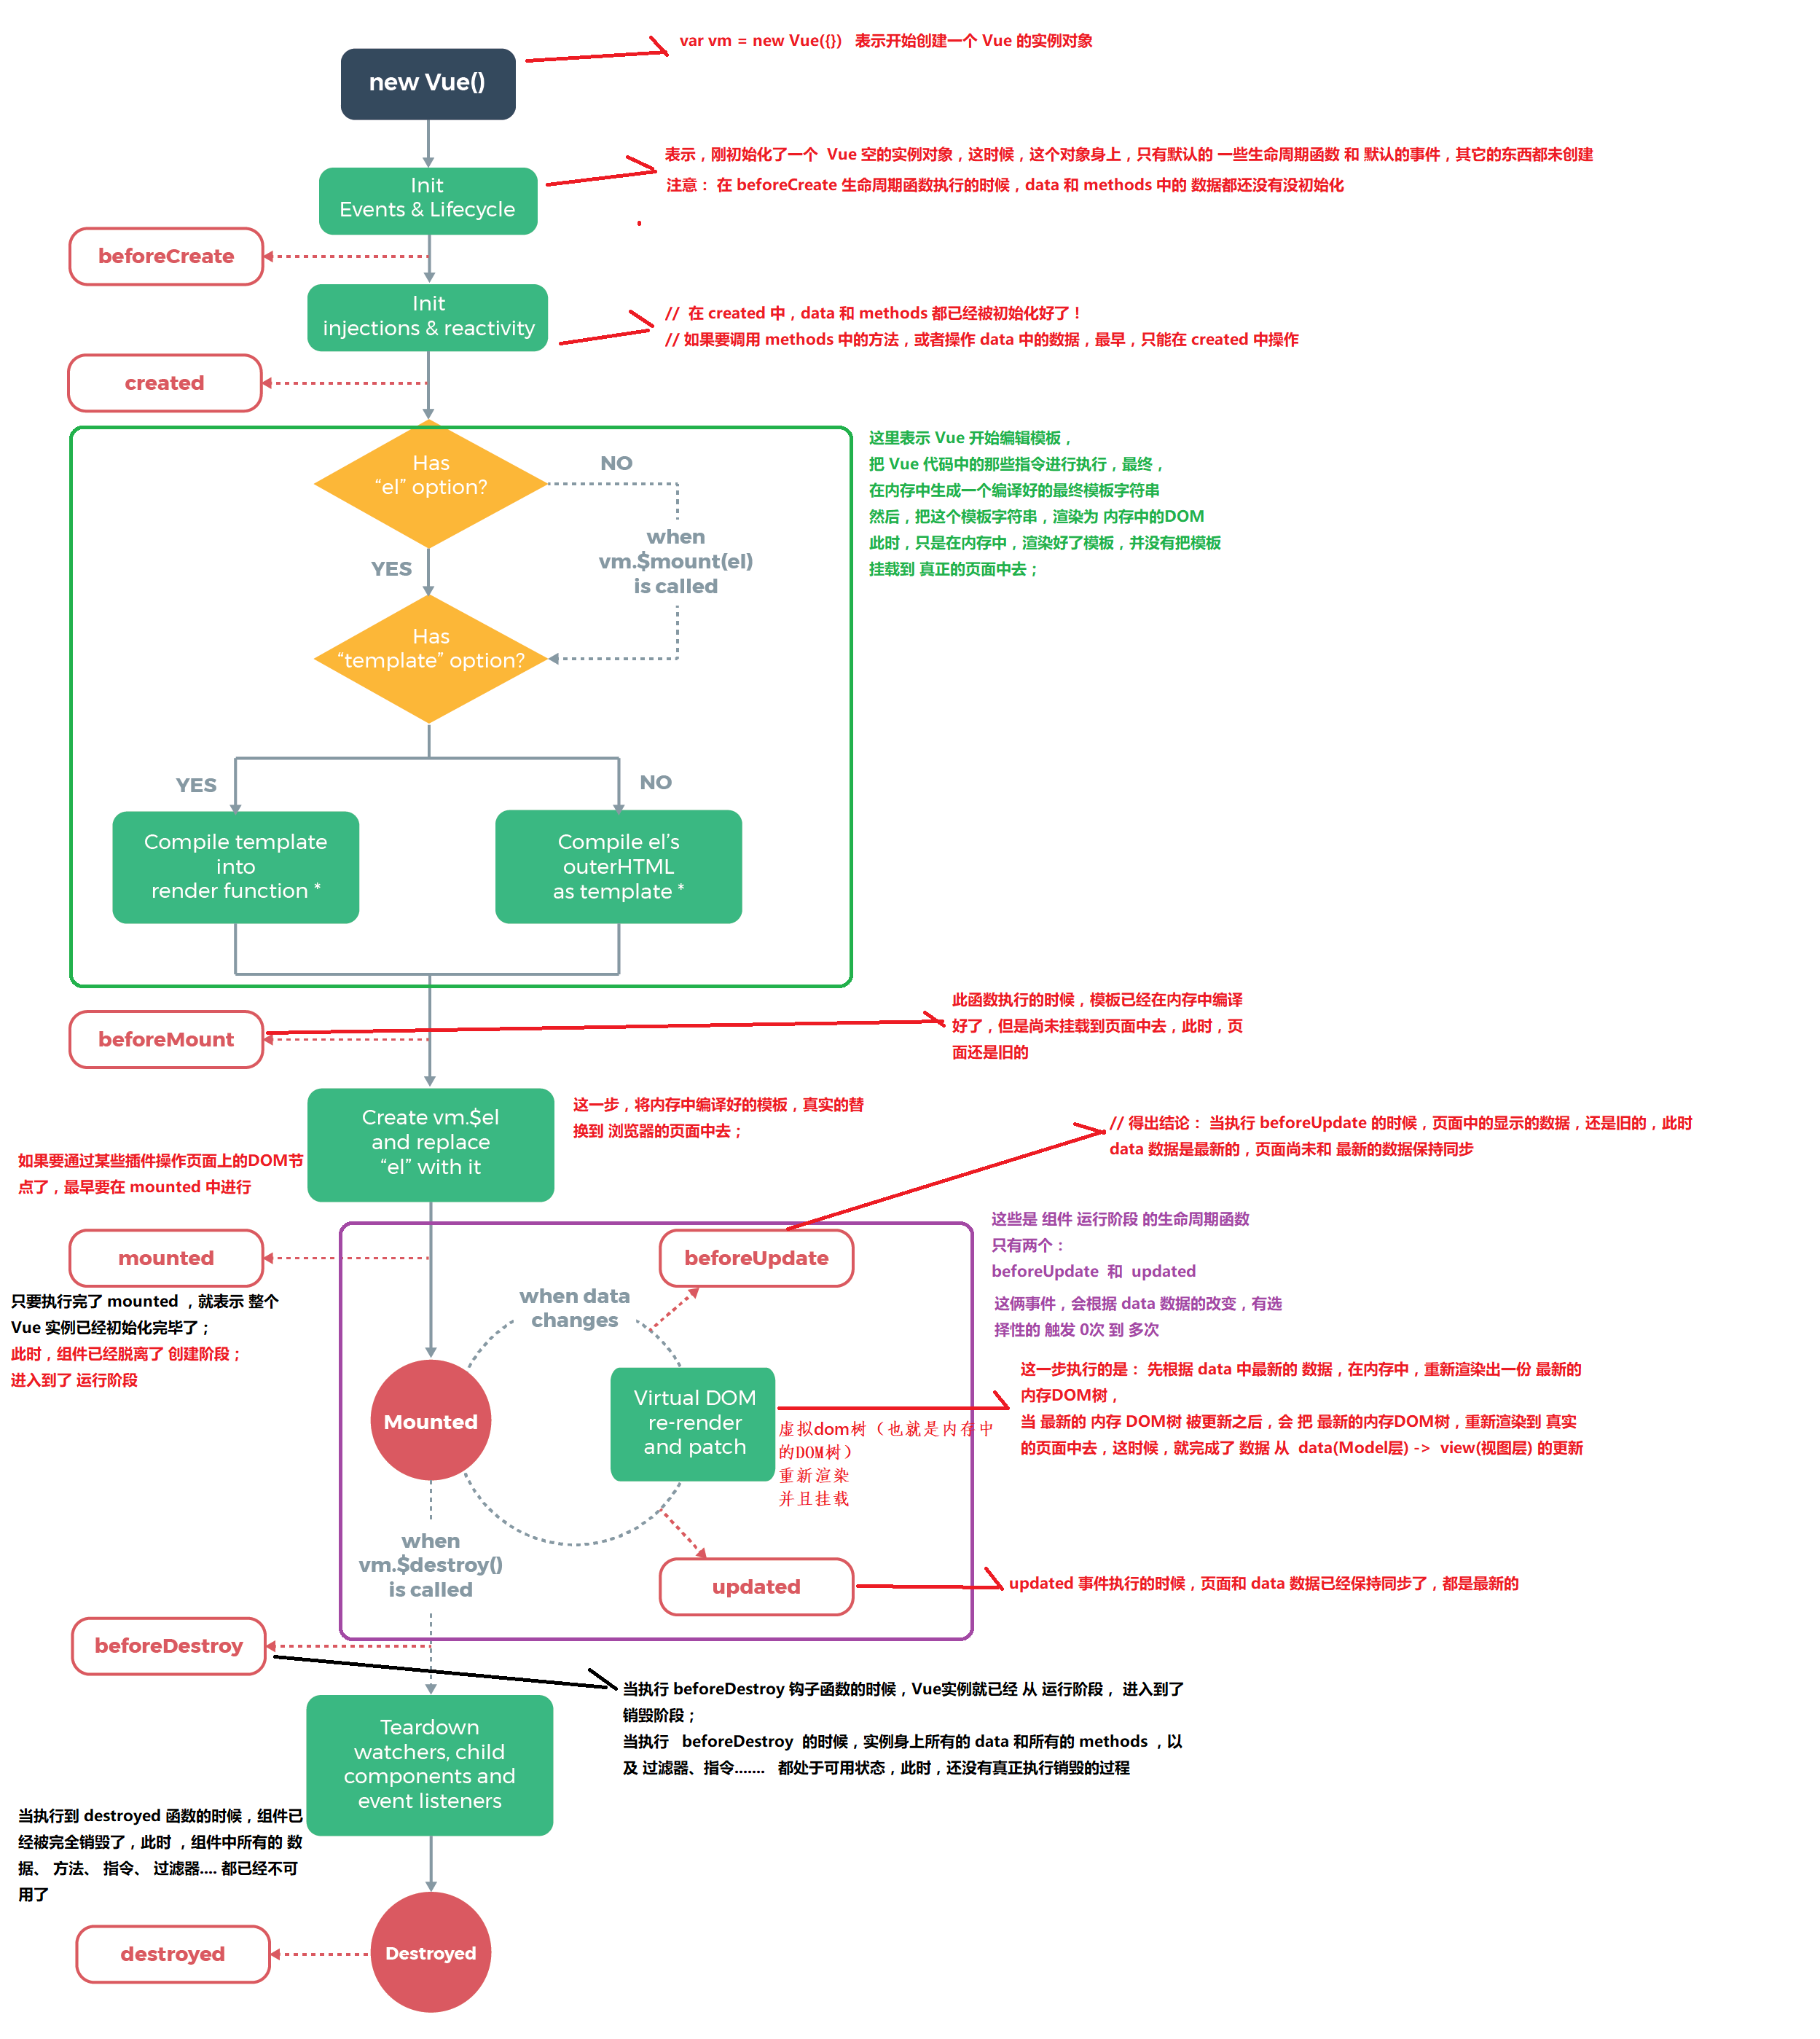 var vm = new Vue({})   表示开始创建一个 Vue 的实例对象
new Vue()
表示，刚初始化了一个  Vue 空的实例对象，这时候，这个对象身上，只有默认的 一些生命周期函数 和 默认的事件，其它的东西都未创建
注意： 在 beforeCreate 生命周期函数执行的时候，data 和 methods 中的 数据都还没有没初始化
Init
Events & Lifecycle
beforeCreate
Init
injections & reactivity
//  在 created 中，data 和 methods 都已经被初始化好了！
// 如果要调用 methods 中的方法，或者操作 data 中的数据，最早，只能在 created 中操作
created
这里表示 Vue 开始编辑模板，
把 Vue 代码中的那些指令进行执行，最终，
在内存中生成一个编译好的最终模板字符串
然后，把这个模板字符串，渲染为 内存中的DOM
此时，只是在内存中，渲染好了模板，并没有把模板
挂载到 真正的页面中去；
Has
“el” option?
NO
when
vm.$mount(el)
is called
YES
Has
“template” option?
YES
NO
Compile template
into
render function *
Compile el’s
outerHTML
as template *
此函数执行的时候，模板已经在内存中编译
好了，但是尚未挂载到页面中去，此时，页
面还是旧的
beforeMount
Create vm.$el
and replace
“el” with it
这一步，将内存中编译好的模板，真实的替
换到 浏览器的页面中去；
// 得出结论： 当执行 beforeUpdate 的时候，页面中的显示的数据，还是旧的，此时
data 数据是最新的，页面尚未和 最新的数据保持同步
如果要通过某些插件操作页面上的DOM节
点了，最早要在 mounted 中进行
mounted
beforeUpdate
这些是 组件 运行阶段 的生命周期函数
只有两个：
beforeUpdate  和  updated
这俩事件，会根据 data 数据的改变，有选
择性的 触发 0次 到 多次
只要执行完了 mounted ，就表示 整个
Vue 实例已经初始化完毕了；
此时，组件已经脱离了 创建阶段；
进入到了 运行阶段
when data
changes
Mounted
Virtual DOM
re-render
and patch
虚拟dom树（也就是内存中
的DOM树）
重新渲染
并且挂载
这一步执行的是： 先根据 data 中最新的 数据，在内存中，重新渲染出一份 最新的
内存DOM树，
当 最新的 内存 DOM树 被更新之后，会 把 最新的内存DOM树，重新渲染到 真实
的页面中去，这时候，就完成了 数据 从  data(Model层) ->  view(视图层) 的更新
when
vm.$destroy()
is called
updated
updated 事件执行的时候，页面和 data 数据已经保持同步了，都是最新的
beforeDestroy
当执行 beforeDestroy 钩子函数的时候，Vue实例就已经 从 运行阶段， 进入到了
销毁阶段；
当执行   beforeDestroy  的时候，实例身上所有的 data 和所有的 methods ，以
及 过滤器、指令.......   都处于可用状态，此时，还没有真正执行销毁的过程
Teardown
watchers, child
components and
event listeners
当执行到 destroyed 函数的时候，组件已
经被完全销毁了，此时 ，组件中所有的 数
据、 方法、 指令、 过滤器.... 都已经不可
用了
destroyed
Destroyed